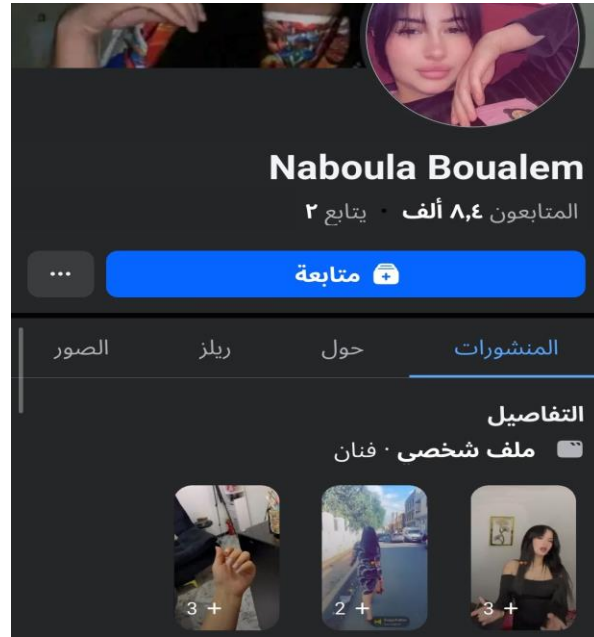 Naboula Boualem
المتابعون ٨,٤ ألف · يتابع ٢
متابعة
المنشورات حول ريلز الصور
التفاصيل
ملف شخصي · فنان
+ 3
+ 2
+ 3